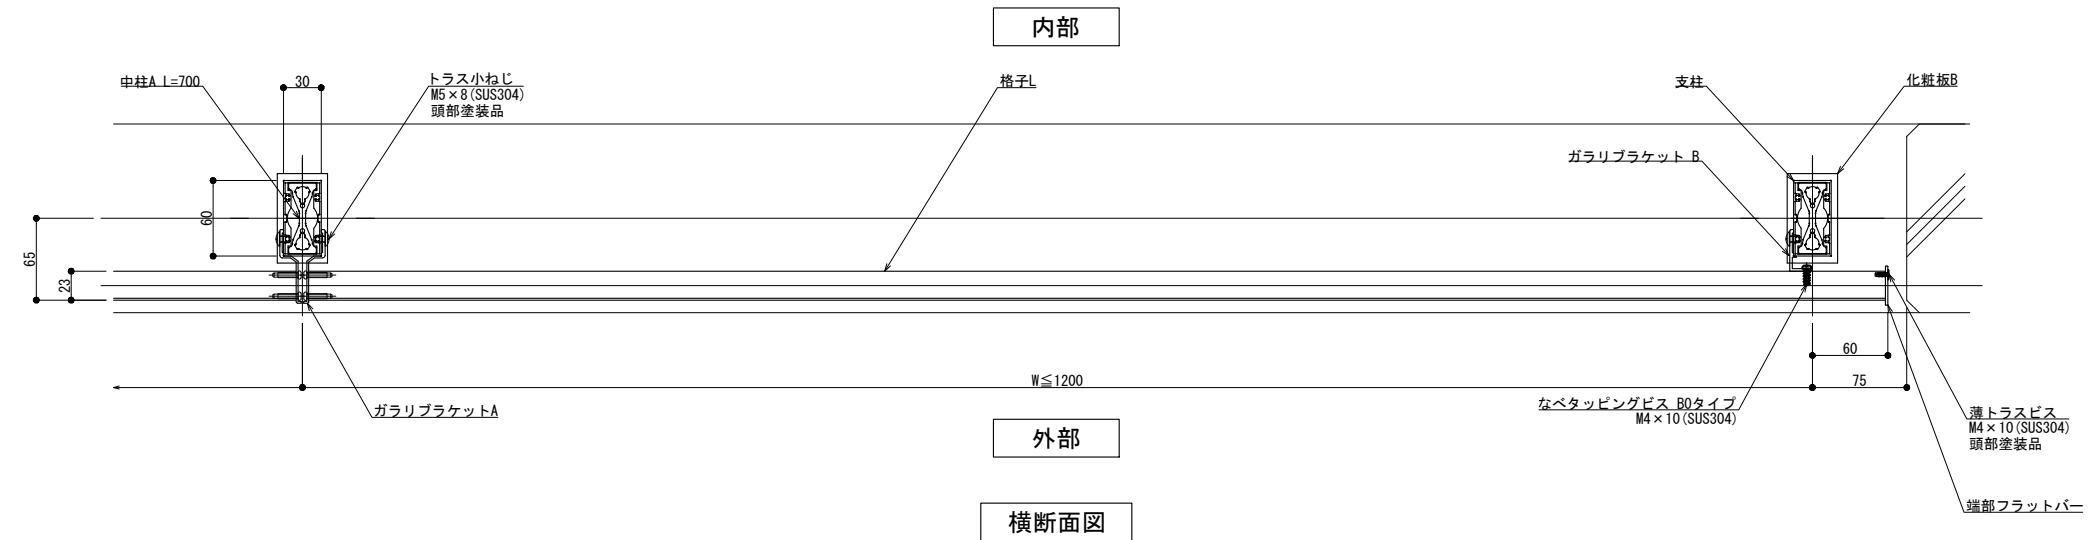 内部
中柱A L=700
30
トラス小ねじ
M5×8(SUS304)
頭部塗装品
格子L
支柱
化粧板B
ガラリブラケット B
60
65
23
60
W≦1200
75
ガラリブラケットA
なベタッピングビス B0タイプ
M4×10(SUS304)
薄トラスビス
M4×10(SUS304)
頭部塗装品
外部
端部フラットバー
横断面図